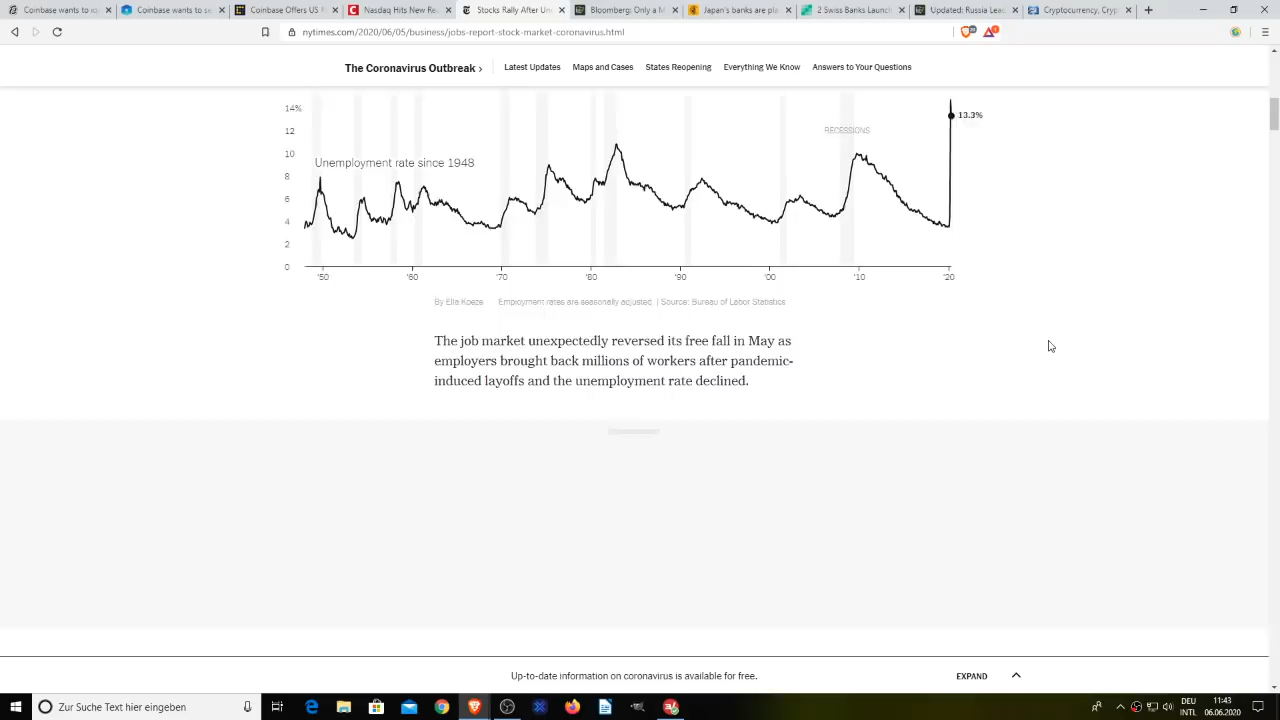 Coinbase wants to
Coinbase wants to se
Coinbase Offers US F
Nasdaq Hits New Re
Stocks Rally After Un
Bloomberg: Only a M
Japan's banks are pla
2 Swiss Banks Launch
Updated: Russia Lea
Cryptocurrency, Cryp
nytimes.com/2020/06/05/business/jobs-report-stock-market-coronavirus.html
The Coronavirus Outbreak › Latest Updates Maps and Cases States Reopening Everything We Know Answers to Your Questions
14%
13.3%
12
RECESSIONS
10
Unemployment rate since 1948
8
6
4
2
0
'50 '60 '70 '80 '90 '00 '10 '20
By Ella Koeze Employment rates are seasonally adjusted. | Source: Bureau of Labor Statistics
The job market unexpectedly reversed its free fall in May as
employers brought back millions of workers after pandemic-
induced layoffs and the unemployment rate declined.
Up-to-date information on coronavirus is available for free.
EXPAND
Zur Suche Text hier eingeben
DEU
INTL
11:43
06.06.2020